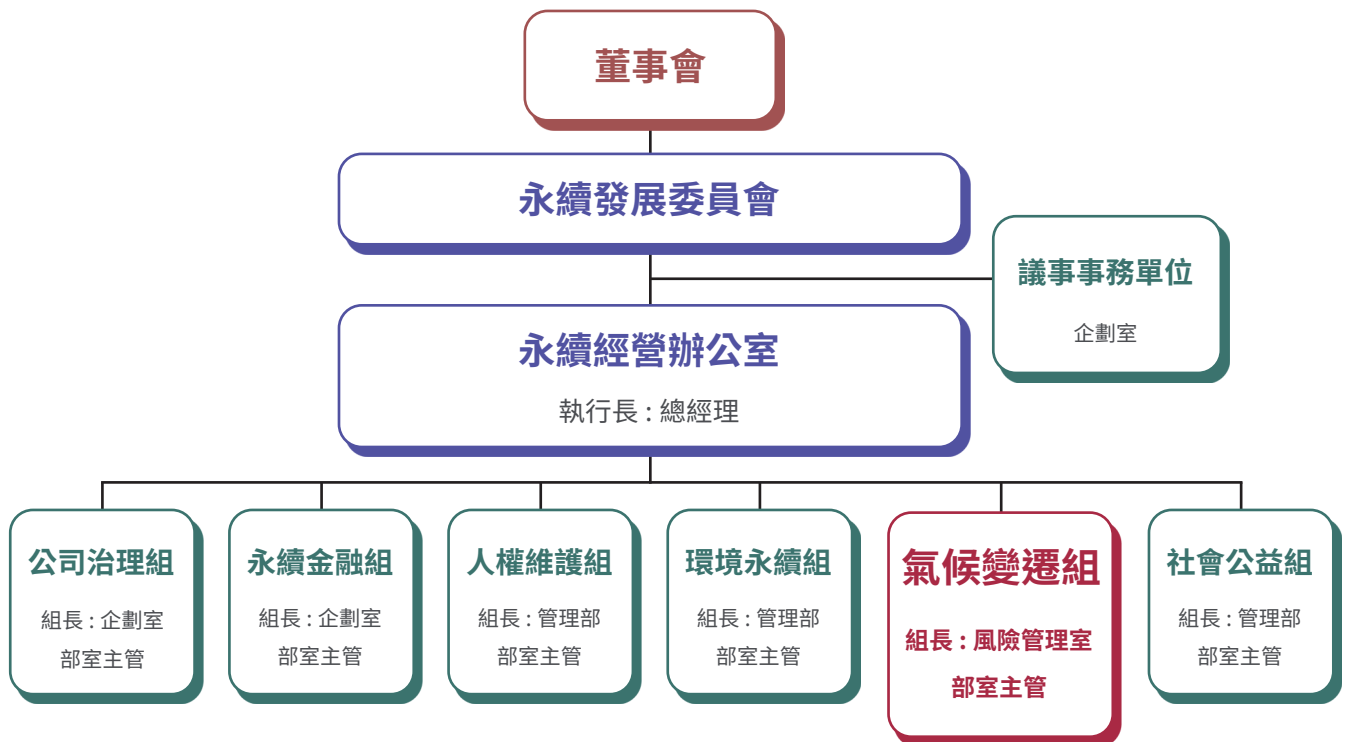 董事會
永續發展委員會
議事事務單位
企劃室
永續經營辦公室
執行長 : 總經理
公司治理組
組長 : 企劃室
部室主管
永續金融組
組長 : 企劃室
部室主管
人權維護組
組長 : 管理部
部室主管
環境永續組
組長 : 管理部
部室主管
氣候變遷組
組長 : 風險管理室
部室主管
社會公益組
組長 : 管理部
部室主管